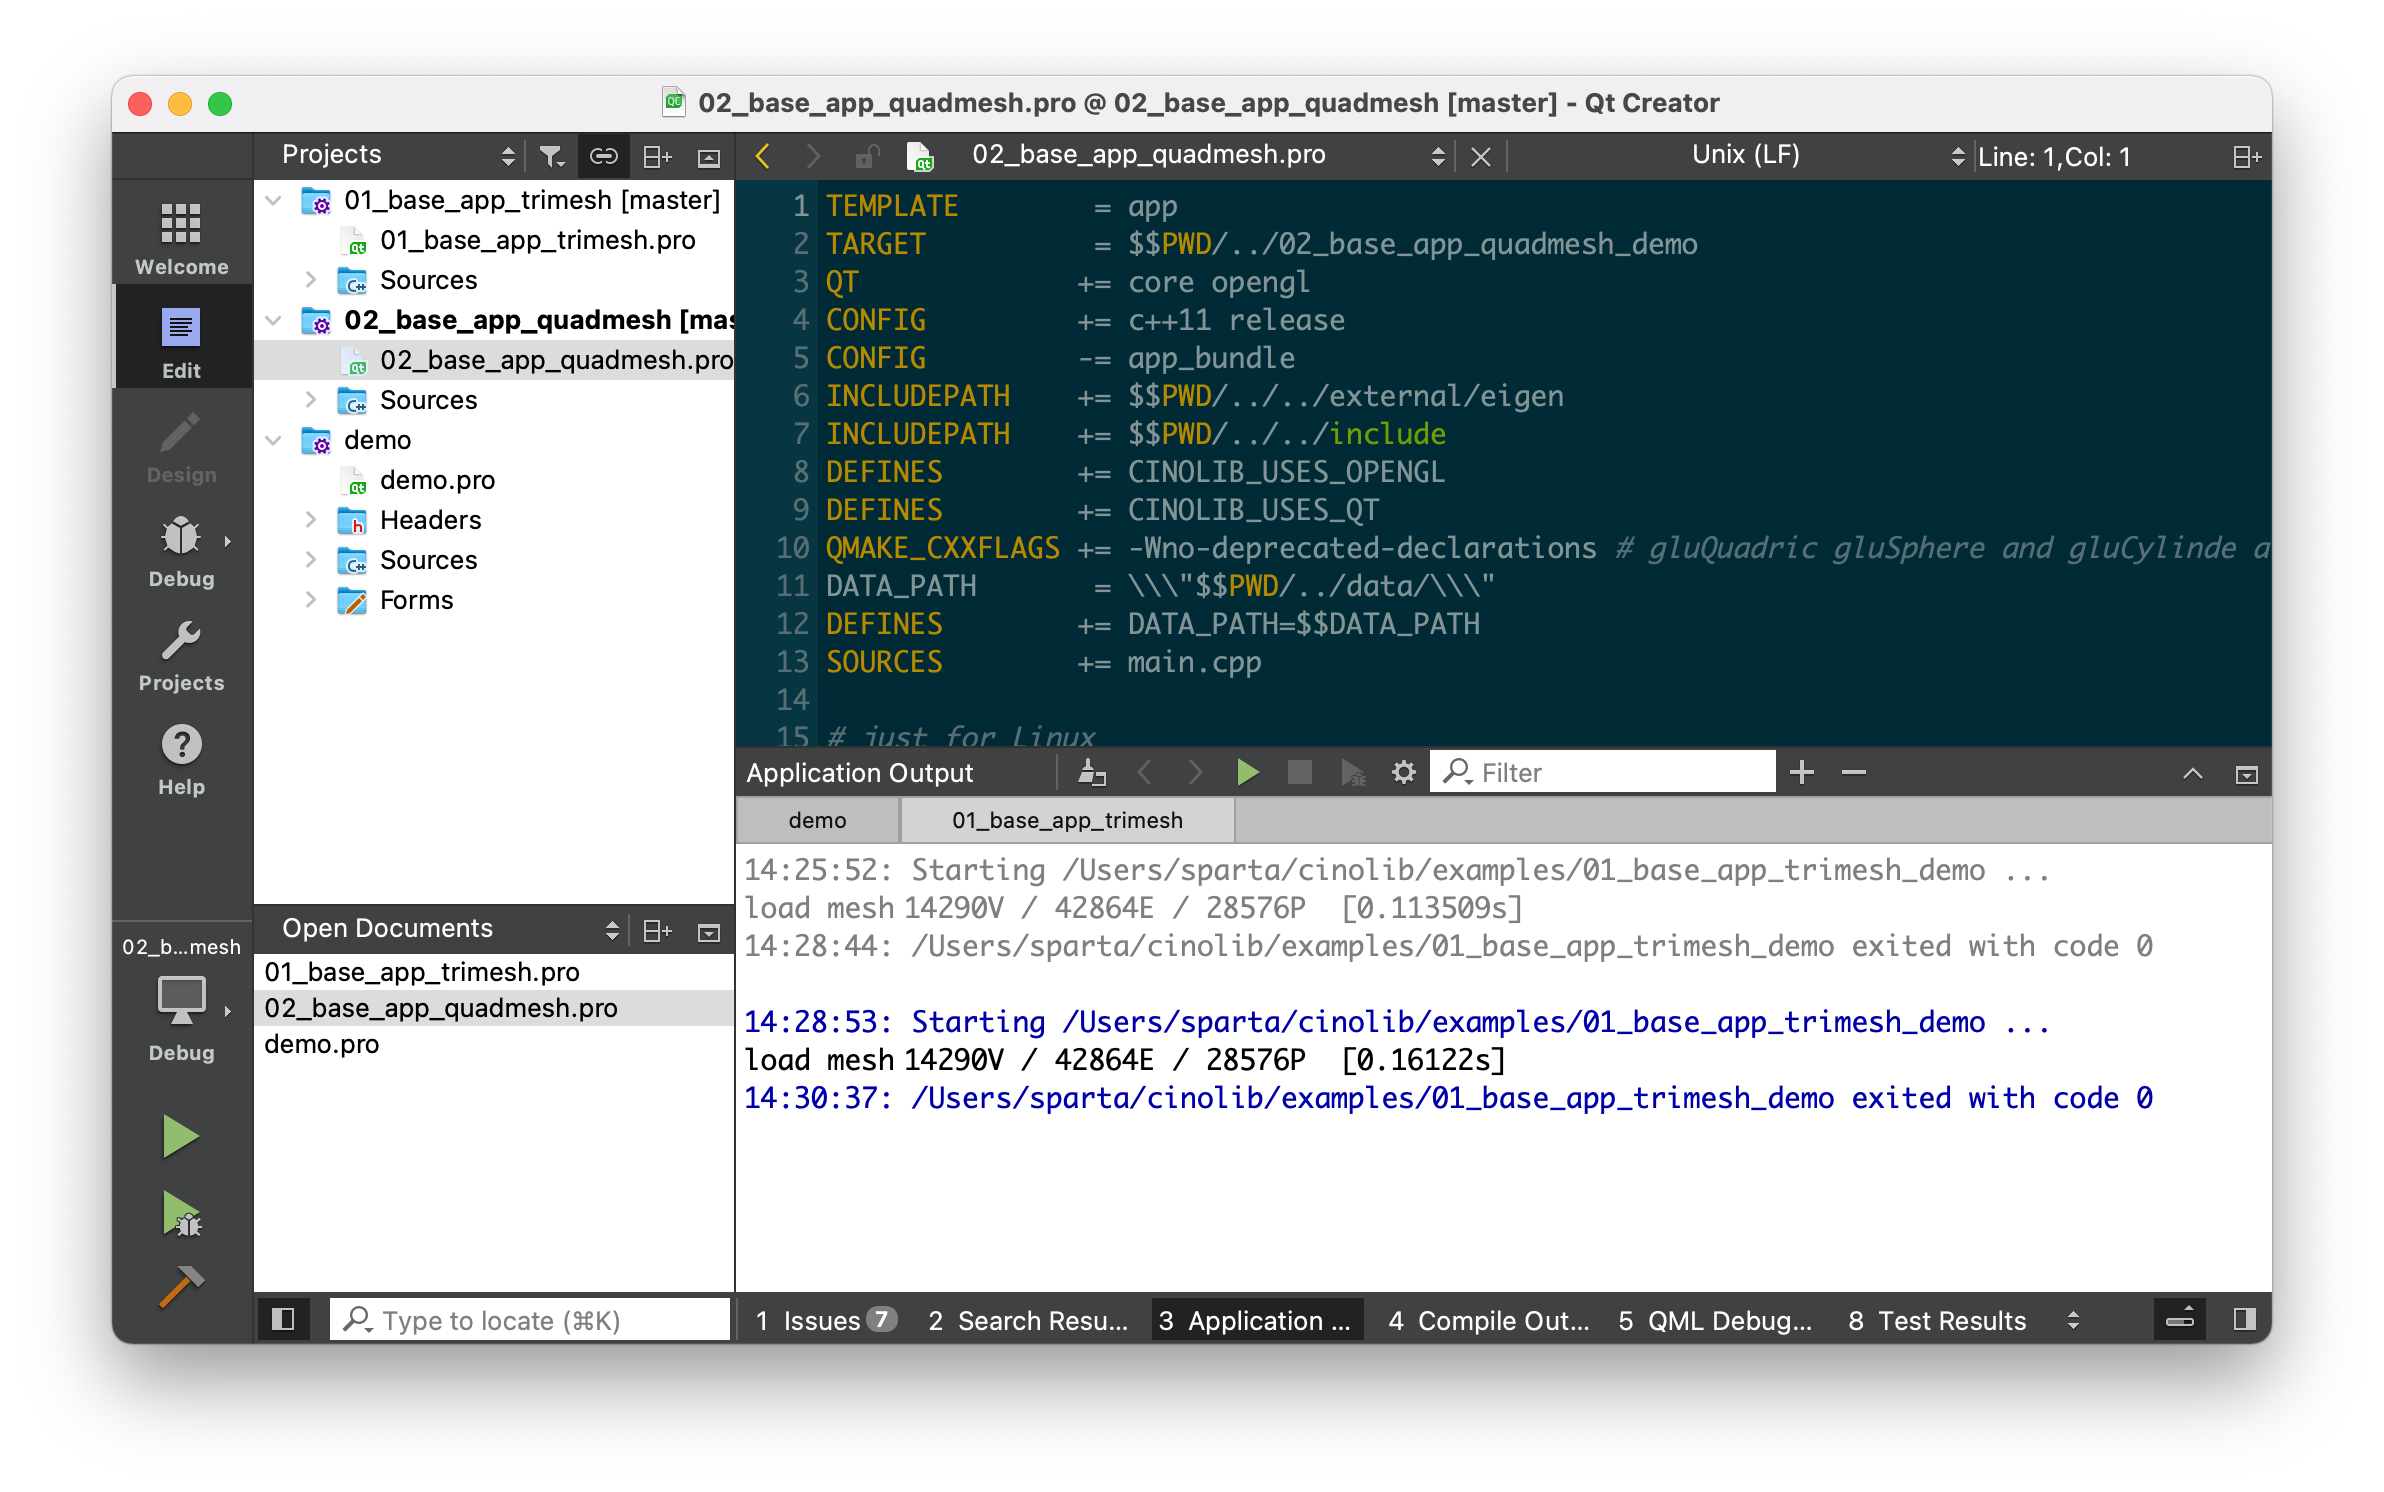 02_base_app_quadmesh.pro @ 02_base_app_quadmesh [master] - Qt Creator
Projects
02_base_app_quadmesh.pro
Unix (LF)
Line: 1,Col: 1
Welcome
Edit
Design
Debug
Projects
Help
02_b...mesh
Debug
01_base_app_trimesh [master]
01_base_app_trimesh.pro
Sources
02_base_app_quadmesh [mas
02_base_app_quadmesh.pro
Sources
demo
demo.pro
Headers
Sources
Forms
Open Documents
01_base_app_trimesh.pro
02_base_app_quadmesh.pro
demo.pro
1 TEMPLATE = app
2 TARGET = $$PWD/../02_base_app_quadmesh_demo
3 QT += core opengl
4 CONFIG += c++11 release
5 CONFIG -= app_bundle
6 INCLUDEPATH += $$PWD/../../external/eigen
7 INCLUDEPATH += $$PWD/../../include
8 DEFINES += CINOLIB_USES_OPENGL
9 DEFINES += CINOLIB_USES_QT
10 QMAKE_CXXFLAGS += -Wno-deprecated-declarations # gluQuadric gluSphere and gluCylinde a
11 DATA_PATH = \\\"$$PWD/../data/\\\"
12 DEFINES += DATA_PATH=$$DATA_PATH
13 SOURCES += main.cpp
14
15 # just for Linux
Application Output
Filter
demo
01_base_app_trimesh
14:25:52: Starting /Users/sparta/cinolib/examples/01_base_app_trimesh_demo ...
load mesh 14290V / 42864E / 28576P [0.113509s]
14:28:44: /Users/sparta/cinolib/examples/01_base_app_trimesh_demo exited with code 0
14:28:53: Starting /Users/sparta/cinolib/examples/01_base_app_trimesh_demo ...
load mesh 14290V / 42864E / 28576P [0.16122s]
14:30:37: /Users/sparta/cinolib/examples/01_base_app_trimesh_demo exited with code 0
Type to locate (⌘K)
1 Issues 7
2 Search Resu...
3 Application ...
4 Compile Out...
5 QML Debug...
8 Test Results